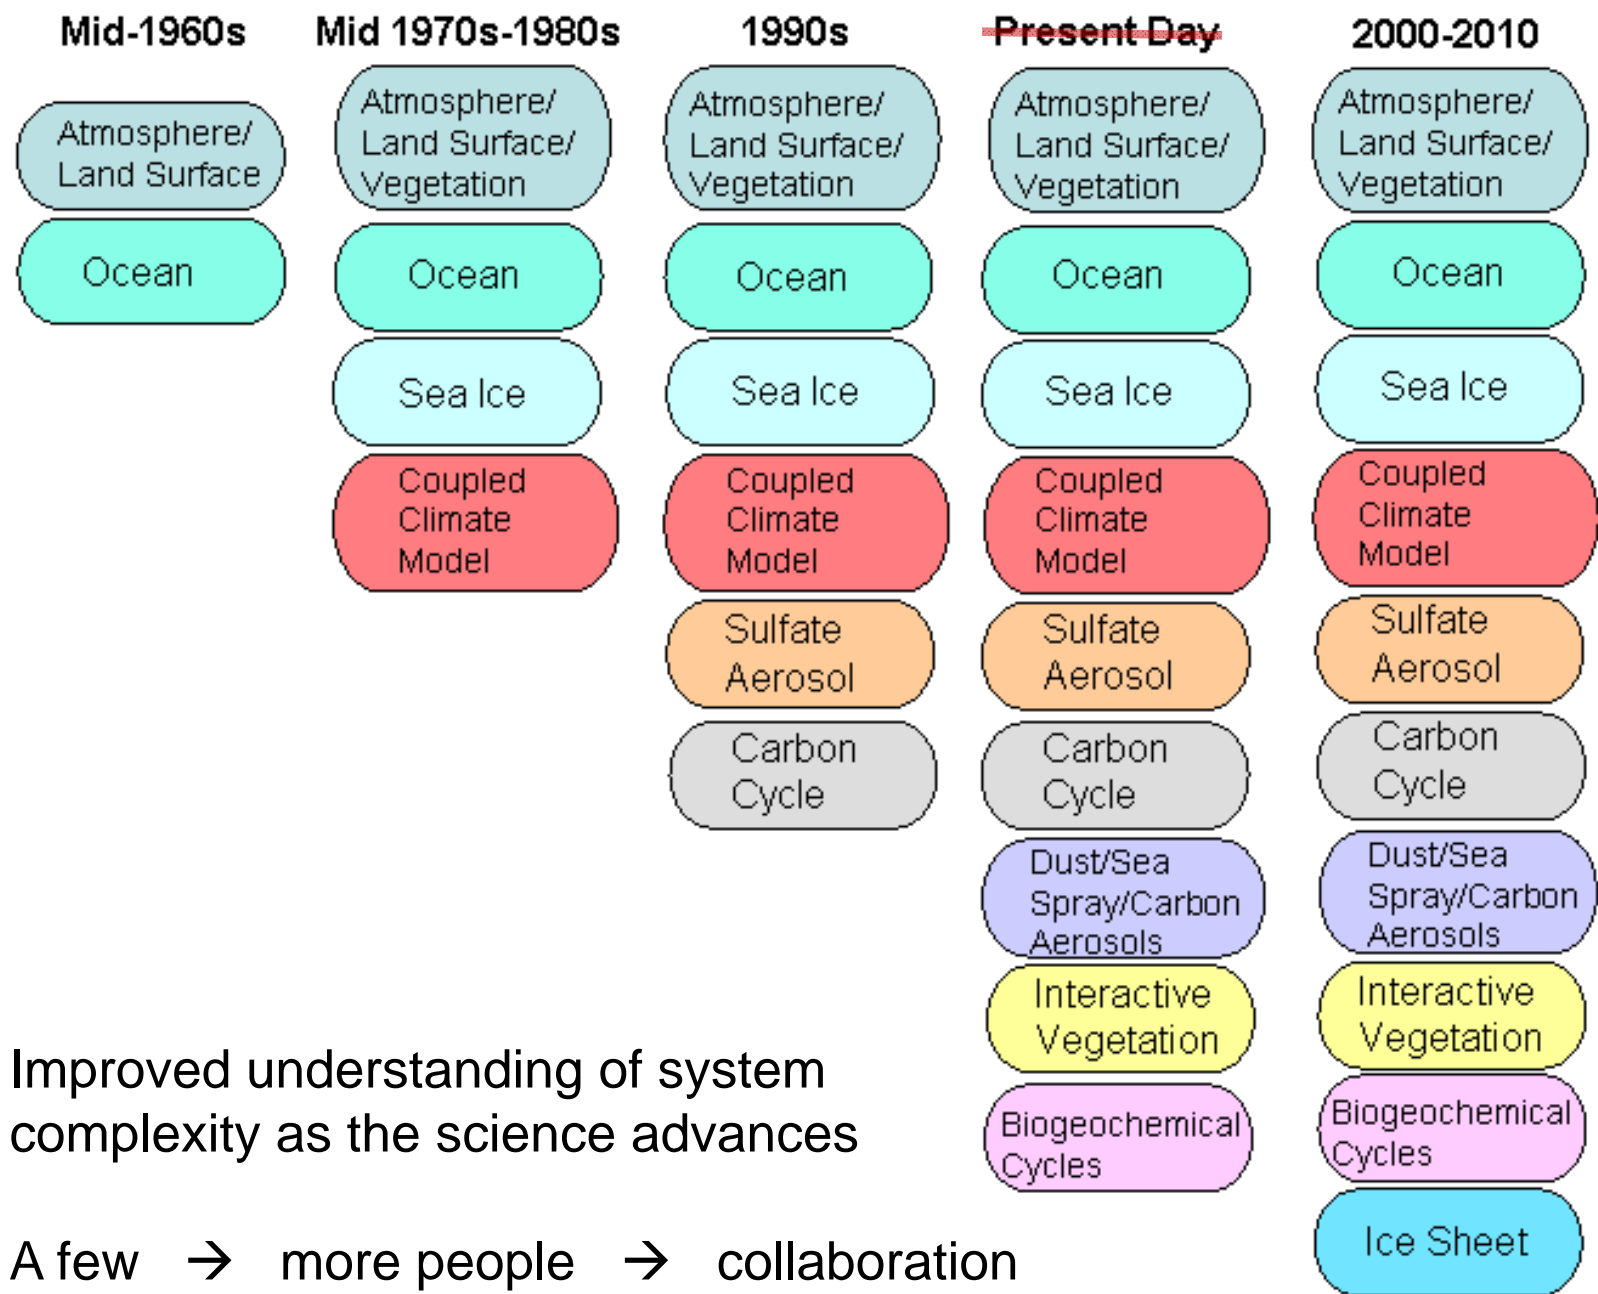 Mid-1960s
Atmosphere/
Land Surface
Ocean
Mid 1970s-1980s
Atmosphere/
Land Surface/
Vegetation
Ocean
Sea Ice
Coupled
Climate
Model
1990s
Atmosphere/
Land Surface/
Vegetation
Ocean
Sea Ice
Coupled
Climate
Model
Sulfate
Aerosol
Carbon
Cycle
Present Day
Atmosphere/
Land Surface/
Vegetation
Ocean
Sea Ice
Coupled
Climate
Model
Sulfate
Aerosol
Carbon
Cycle
Dust/Sea
Spray/Carbon
Aerosols
Interactive
Vegetation
Biogeochemical
Cycles
2000-2010
Atmosphere/
Land Surface/
Vegetation
Ocean
Sea Ice
Coupled
Climate
Model
Sulfate
Aerosol
Carbon
Cycle
Dust/Sea
Spray/Carbon
Aerosols
Interactive
Vegetation
Biogeochemical
Cycles
Ice Sheet
Improved understanding of system
complexity as the science advances
A few → more people → collaboration